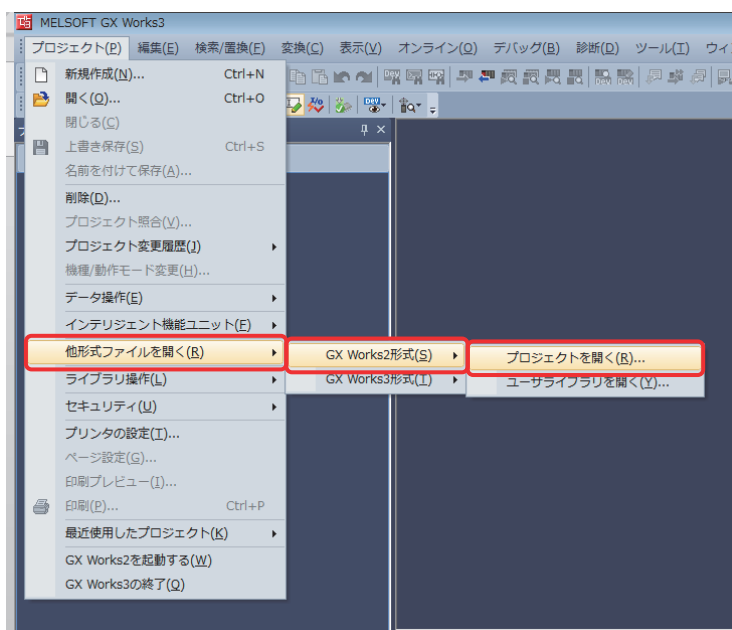 MELSOFT GX Works3
プロジェクト(P) 編集(E) 検索/置換(F) 変換(C) 表示(V) オンライン(O) デバッグ(B) 診断(D) ツール(T) ウィ
新規作成(N)... Ctrl+N
開く(O)... Ctrl+O
閉じる(C)
上書き保存(S) Ctrl+S
名前を付けて保存(A)...
削除(D)...
プロジェクト照合(V)...
プロジェクト変更履歴(J)
機種/動作モード変更(H)...
データ操作(E)
インテリジェント機能ユニット(F)
他形式ファイルを開く(R) GX Works2形式(S) プロジェクトを開く(R)...
ライブラリ操作(L) GX Works3形式(T) ユーザライブラリを開く(Y)...
セキュリティ(U)
プリンタの設定(T)...
ページ設定(G)...
印刷プレビュー(I)...
印刷(P)... Ctrl+P
最近使用したプロジェクト(K)
GX Works2を起動する(W)
GX Works3の終了(Q)